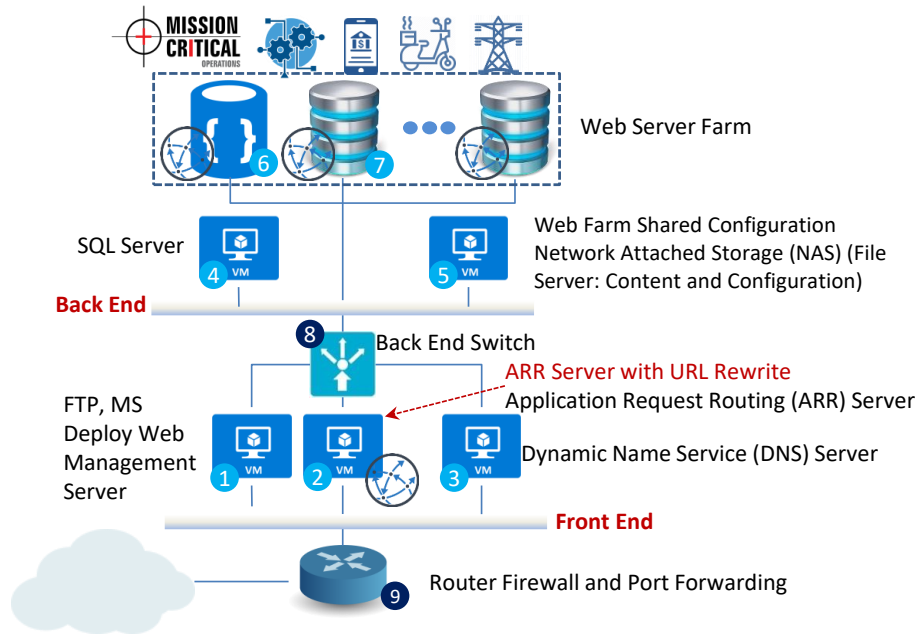 MISSION
CRITICAL
OPERATIONS
$
{ }
6
7
Web Server Farm
SQL Server
VM
4
VM
5
Web Farm Shared Configuration
Network Attached Storage (NAS) (File
Server: Content and Configuration)
Back End
8
Back End Switch
ARR Server with URL Rewrite
Application Request Routing (ARR) Server
FTP, MS
Deploy Web
Management
Server
VM
1
VM
2
VM
3
Dynamic Name Service (DNS) Server
Front End
9
Router Firewall and Port Forwarding